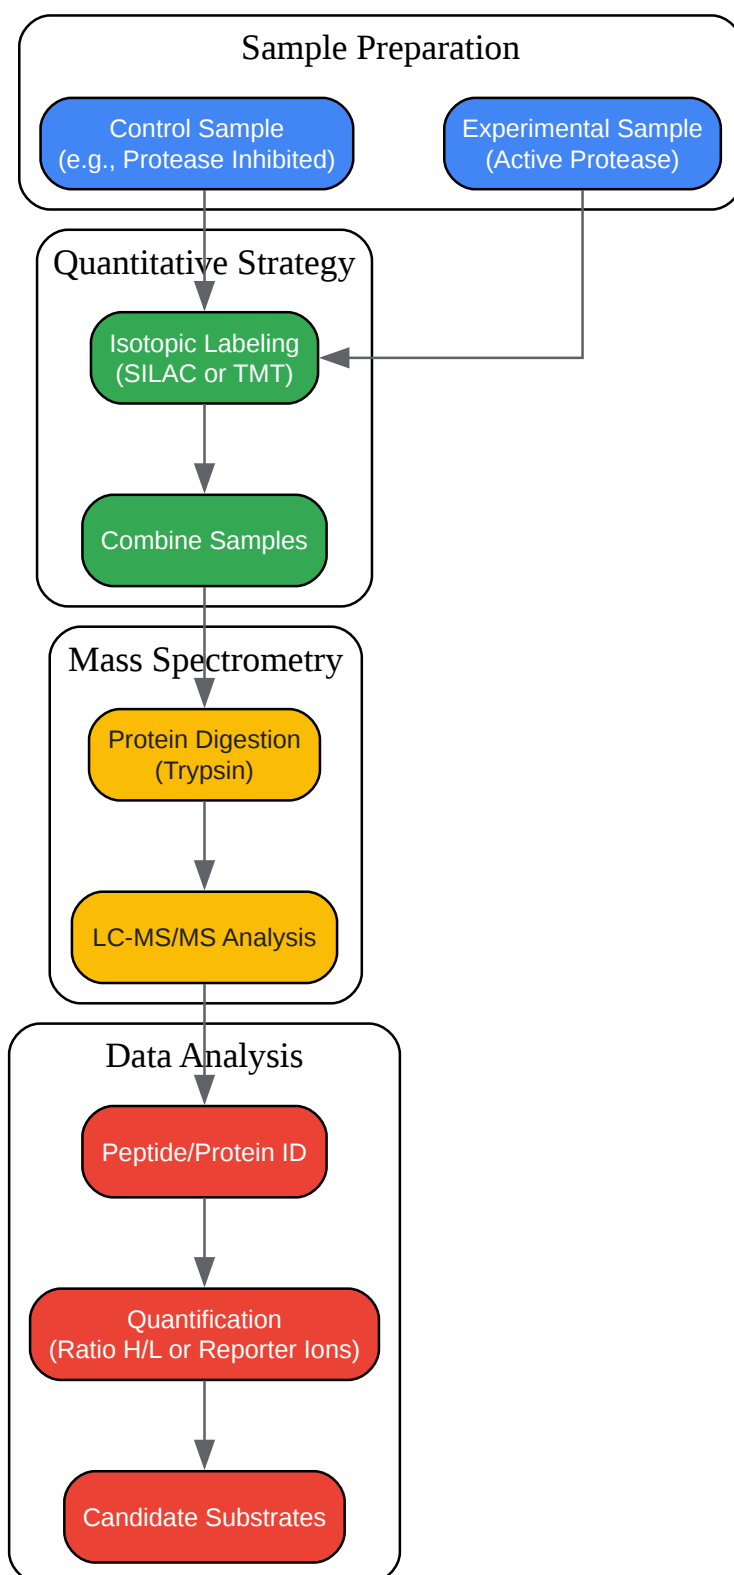 Sample Preparation
Control Sample
(e.g., Protease Inhibited)
Experimental Sample
(Active Protease)
Quantitative Strategy
Isotopic Labeling
(SILAC or TMT)
Combine Samples
Mass Spectrometry
Protein Digestion
(Trypsin)
LC-MS/MS Analysis
Data Analysis
Peptide/Protein ID
Quantification
(Ratio H/L or Reporter Ions)
Candidate Substrates